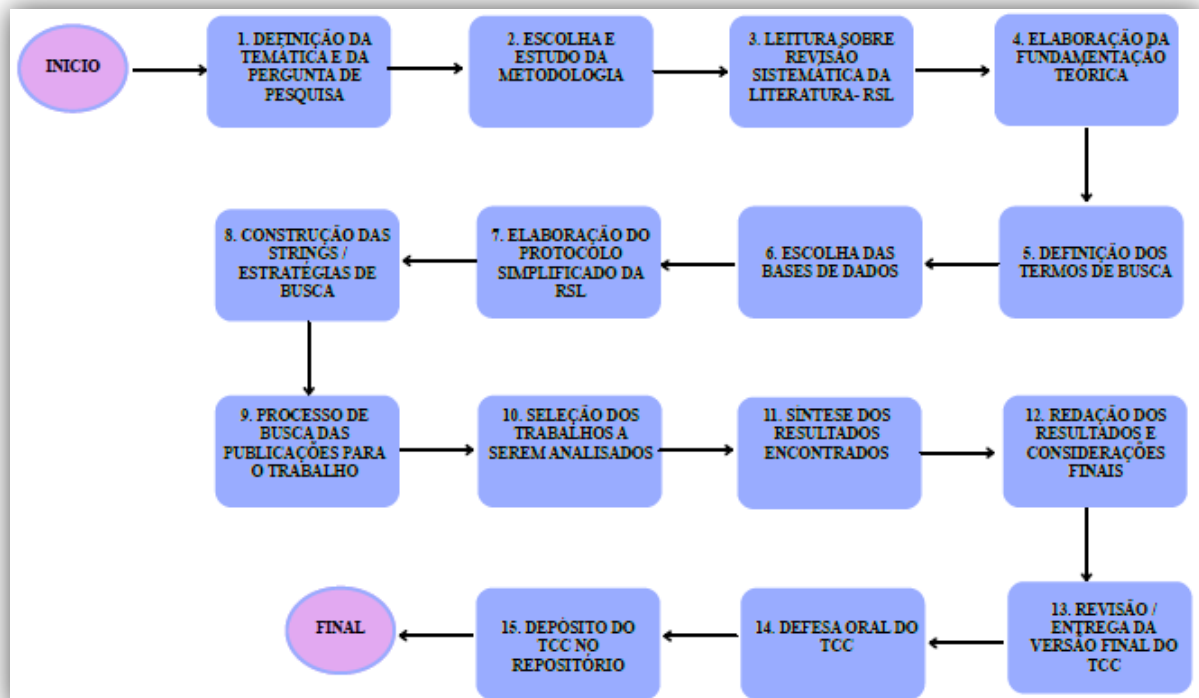 INICIO
1. DEFINIÇÃO DA
TEMÁTICA E DA
PERGUNTA DE
PESQUISA
2. ESCOLHA E
ESTUDO DA
METODOLOGIA
3. LEITURA SOBRE
REVISÃO
SISTEMÁTICA DA
LITERATURA- RSL
4. ELABORAÇÃO DA
FUNDAMENTAÇÃO
TEÓRICA
8. CONSTRUÇÃO DAS
STRINGS /
ESTRATÉGIAS DE
BUSCA
7. ELABORAÇÃO DO
PROTOCÓLO
SIMPLIFICADO DA
RSL
6. ESCOLHA DAS
BASES DE DADOS
5. DEFINIÇÃO DOS
TERMOS DE BUSCA
9. PROCESSO DE
BUSCA DAS
PUBLICAÇÕES PARA
O TRABALHO
10. SELEÇÃO DOS
TRABALHOS A
SEREM ANALISADOS
11. SÍNTESE DOS
RESULTADOS
ENCONTRADOS
12. REDAÇÃO DOS
RESULTADOS E
CONSIDERAÇÕES
FINAIS
FINAL
15. DEPÓSITO DO
TCC NO
REPOSITÓRIO
14. DEFESA ORAL DO
TCC
13. REVISÃO /
ENTREGA DA
VERSÃO FINAL DO
TCC